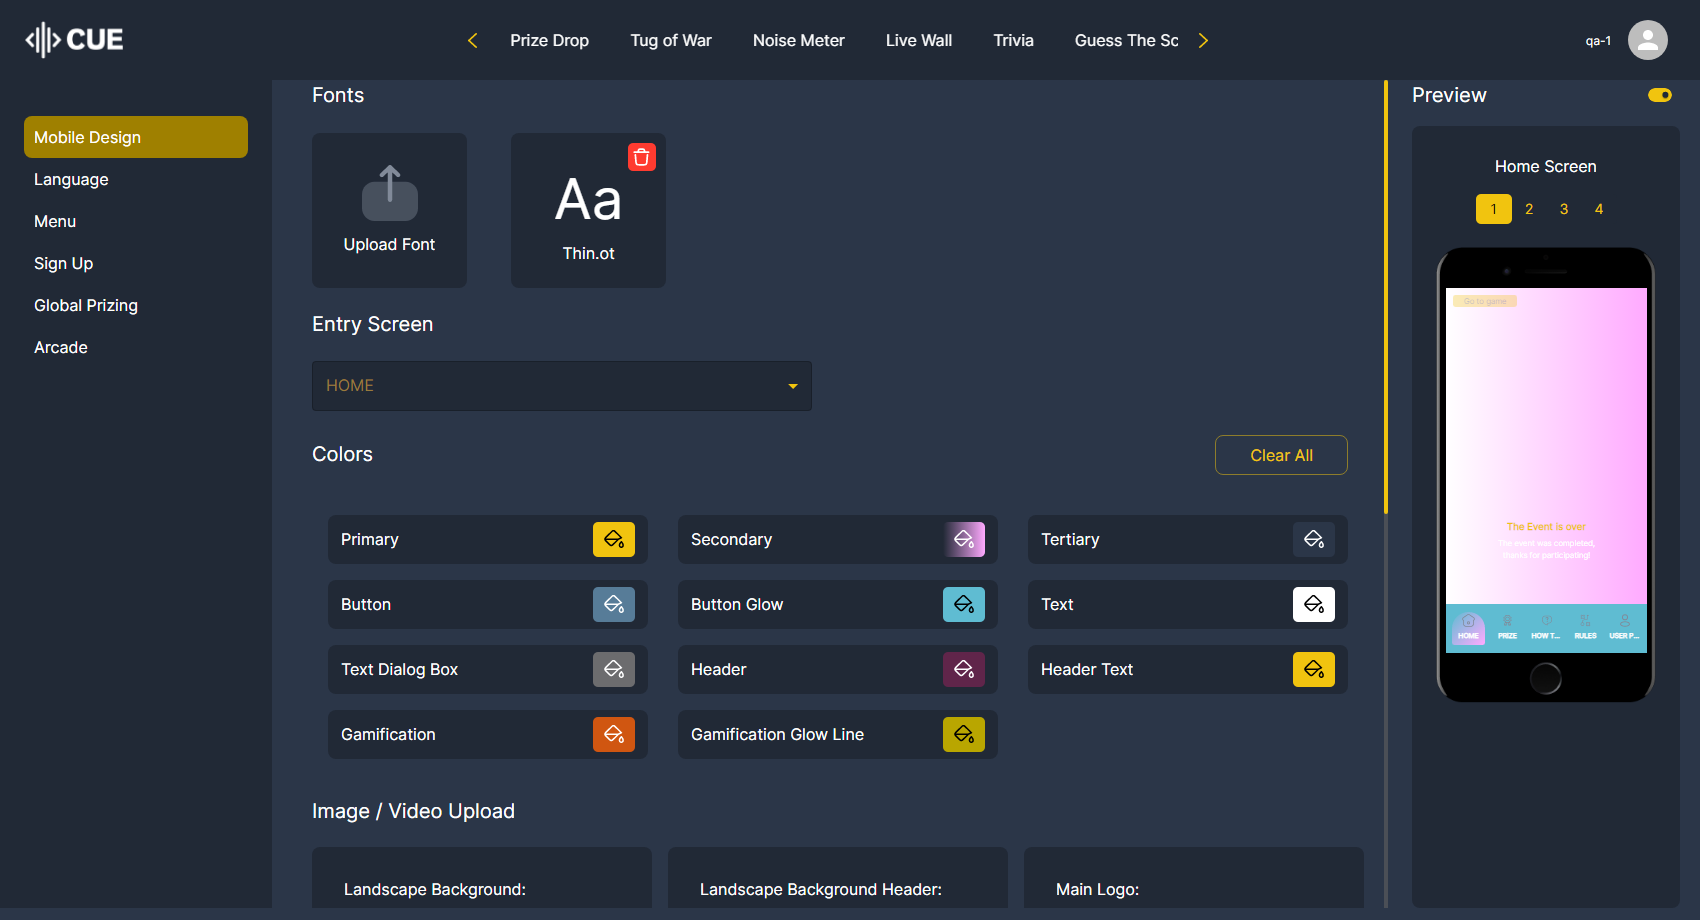 CUE
Prize Drop
Tug of War
Noise Meter
Live Wall
Trivia
Guess The Sc
qa-1
Mobile Design
Language
Menu
Sign Up
Global Prizing
Arcade
Fonts
Upload Font
Aa
Thin.ot
Entry Screen
HOME
Colors
Clear All
Primary
Secondary
Tertiary
Button
Button Glow
Text
Text Dialog Box
Header
Header Text
Gamification
Gamification Glow Line
Image / Video Upload
Landscape Background:
Landscape Background Header:
Main Logo:
Preview
Home Screen
1
2
3
4
Go to game
The Event is over
The event was completed,
thanks for participating!
HOME
PRIZE
HOW T...
RULES
USER P...